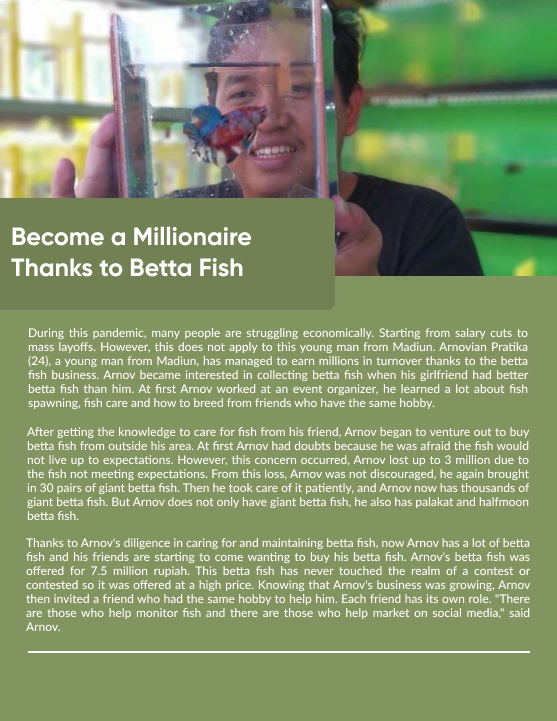 Become a Millionaire
Thanks to Betta Fish
During this pandemic, many people are struggling economically. Starting from salary cuts to
mass layoffs. However, this does not apply to this young man from Madiun. Arnovian Pratika
(24), a young man from Madiun, has managed to earn millions in turnover thanks to the betta
fish business. Arnov became interested in collecting betta fish when his girlfriend had better
betta fish than him. At first Arnov worked at an event organizer, he learned a lot about fish
spawning, fish care and how to breed from friends who have the same hobby.
After getting the knowledge to care for fish from his friend, Arnov began to venture out to buy
betta fish from outside his area. At first Arnov had doubts because he was afraid the fish would
not live up to expectations. However, this concern occurred, Arnov lost up to 3 million due to
the fish not meeting expectations. From this loss, Arnov was not discouraged, he again brought
in 30 pairs of giant betta fish. Then he took care of it patiently, and Arnov now has thousands of
giant betta fish. But Arnov does not only have giant betta fish, he also has palakat and halfmoon
betta fish.
Thanks to Arnov's diligence in caring for and maintaining betta fish, now Arnov has a lot of betta
fish and his friends are starting to come wanting to buy his betta fish. Arnov's betta fish was
offered for 7.5 million rupiah. This betta fish has never touched the realm of a contest or
contested so it was offered at a high price. Knowing that Arnov's business was growing, Arnov
then invited a friend who had the same hobby to help him. Each friend has its own role. "There
are those who help monitor fish and there are those who help market on social media," said
Arnov.